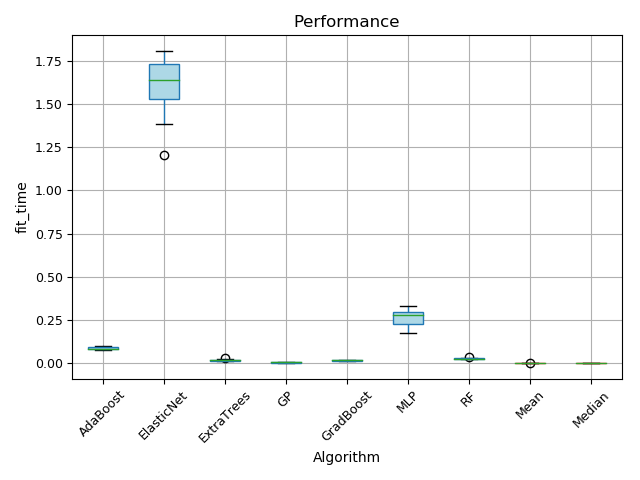 Performance
fit_time
1.75
1.50
1.25
1.00
0.75
0.50
0.25
0.00
AdaBoost
ElasticNet
ExtraTrees
GP
GradBoost
MLP
RF
Mean
Median
Algorithm